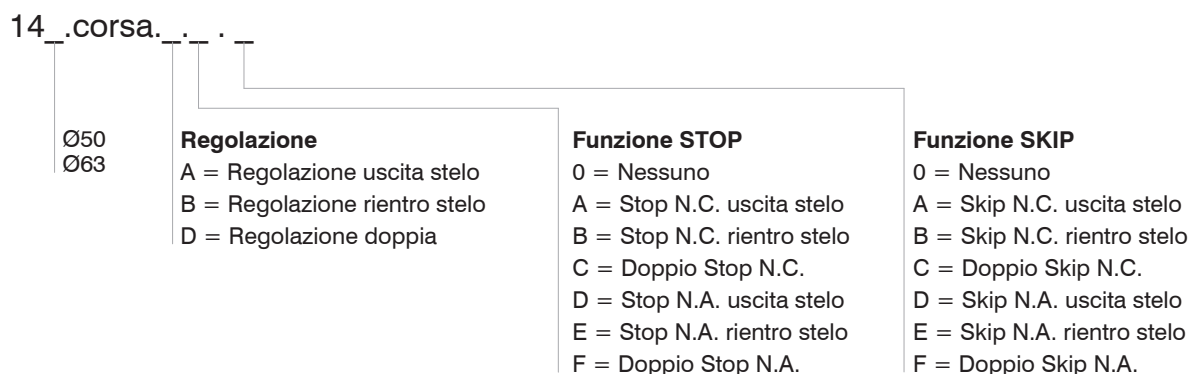 14_.corsa._._ . _
Ø50
Ø63
Regolazione
A = Regolazione uscita stelo
B = Regolazione rientro stelo
D = Regolazione doppia
Funzione STOP
0 = Nessuno
A = Stop N.C. uscita stelo
B = Stop N.C. rientro stelo
C = Doppio Stop N.C.
D = Stop N.A. uscita stelo
E = Stop N.A. rientro stelo
F = Doppio Stop N.A.
Funzione SKIP
0 = Nessuno
A = Skip N.C. uscita stelo
B = Skip N.C. rientro stelo
C = Doppio Skip N.C.
D = Skip N.A. uscita stelo
E = Skip N.A. rientro stelo
F = Doppio Skip N.A.